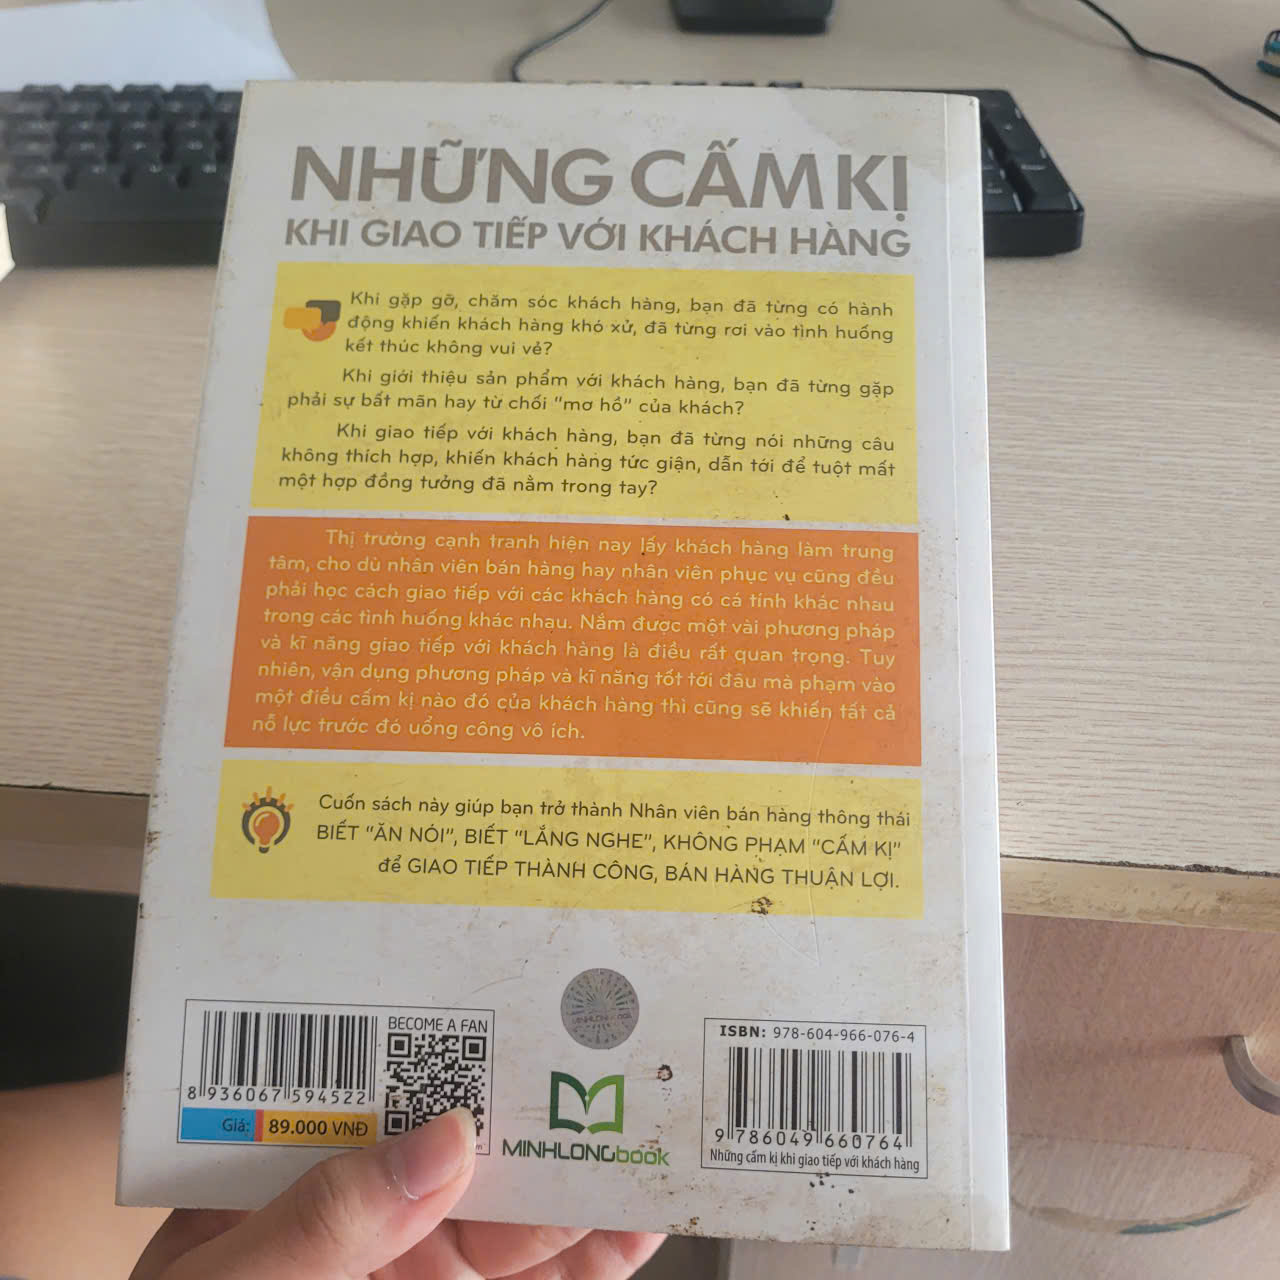 NHỮNG CẤM KỊ
KHI GIAO TIẾP VỚI KHÁCH HÀNG
Khi gặp gỡ, chăm sóc khách hàng, bạn đã từng có hành
động khiến khách hàng khó xử, đã từng rơi vào tình huống
kết thúc không vui vẻ?
Khi giới thiệu sản phẩm với khách hàng, bạn đã từng gặp
phải sự bất mãn hay từ chối "mơ hồ" của khách?
Khi giao tiếp với khách hàng, bạn đã từng nói những câu
không thích hợp, khiến khách hàng tức giận, dẫn tới để tuột mất
một hợp đồng tưởng đã nằm trong tay?
Thị trường cạnh tranh hiện nay lấy khách hàng làm trung
tâm, cho dù nhân viên bán hàng hay nhân viên phục vụ cũng đều
phải học cách giao tiếp với các khách hàng có cá tính khác nhau
trong các tình huống khác nhau. Nắm được một vài phương pháp
và kĩ năng giao tiếp với khách hàng là điều rất quan trọng. Tuy
nhiên, vận dụng phương pháp và kĩ năng tốt tới đâu mà phạm vào
một điều cấm kị nào đó của khách hàng thì cũng sẽ khiến tất cả
nỗ lực trước đó uổng công vô ích.
Cuốn sách này giúp bạn trở thành Nhân viên bán hàng thông thái
BIẾT "ĂN NÓI", BIẾT "LẮNG NGHE", KHÔNG PHẠM "CẤM KỊ"
để GIAO TIẾP THÀNH CÔNG, BÁN HÀNG THUẬN LỢI.
8 936067 594522
Giá: 89.000 VNĐ
BECOME A FAN
MINHLONGbook
ISBN: 978-604-966-076-4
9 786049 660764
Những cấm kị khi giao tiếp với khách hàng